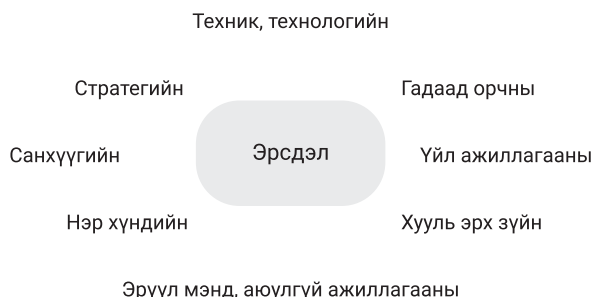 Техник, технологийн
Стратегийн
Гадаад орчны
Санхүүгийн
Эрсдэл
Үйл ажиллагааны
Нэр хүндийн
Хууль эрх зүйн
Эрүүл мэнд, аюулгүй ажиллагааны